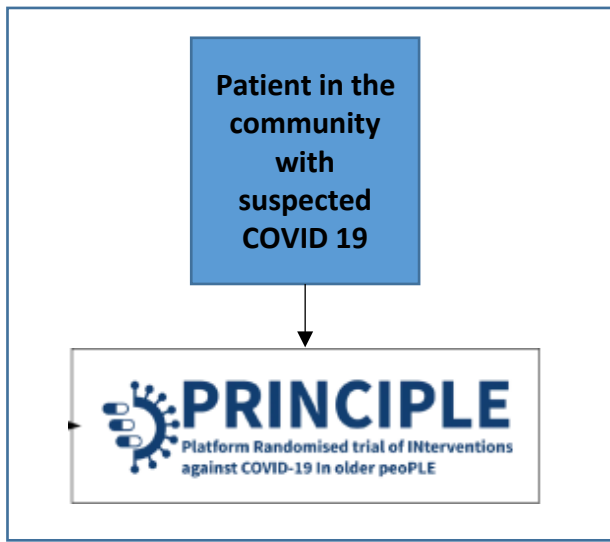 Patient in the
community
with
suspected
COVID 19
PRINCIPLE
Platform Randomised trial of INterventions
against COVID-19 In older peoPLE